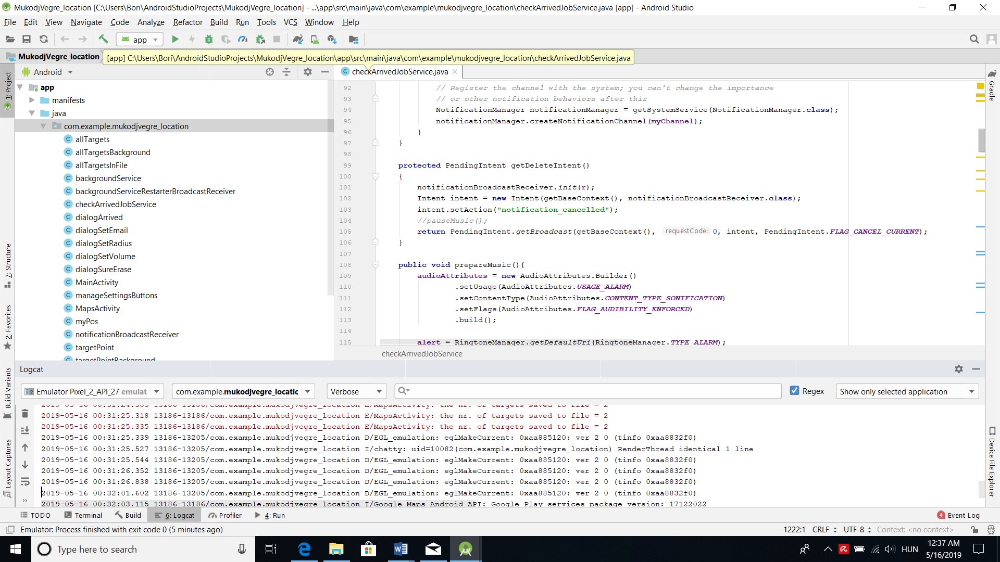 MukodjVegre_location [C:\Users\Bori\AndroidStudioProjects\MukodjVegre_location] - ...\app\src\main\java\com\example\mukodjvegre_location\checkArrivedJobService.java [app] - Android Studio
File Edit View Navigate Code Analyze Refactor Build Run Tools VCS Window Help
app
MukodjVegre_location
[app] C:\Users\Bori\AndroidStudioProjects\MukodjVegre_location\app\src\main\java\com\example\mukodjvegre_location\checkArrivedJobService.java
Android
checkArrivedJobService.java
1: Project
7: Structure
2: Favorites
Build Variants
Layout Captures
app
manifests
java
com.example.mukodjvegre_location
allTargets
allTargetsBackground
allTargetsInFile
backgroundService
backgroundServiceRestarterBroadcastReceiver
checkArrivedJobService
dialogArrived
dialogSetEmail
dialogSetRadius
dialogSetVolume
dialogSureErase
MainActivity
manageSettingsButtons
MapsActivity
myPos
notificationBroadcastReceiver
targetPoint
targetPointBackground
92 // Register the channel with the system; you can't change the importance
93 // or other notification behaviors after this
94 NotificationManager notificationManager = getSystemService(NotificationManager.class);
95 notificationManager.createNotificationChannel(myChannel);
96 }
97 }
98
99 protected PendingIntent getDeleteIntent()
100 {
101 notificationBroadcastReceiver.init(r);
102 Intent intent = new Intent(getBaseContext(), notificationBroadcastReceiver.class);
103 intent.setAction("notification_cancelled");
104 //pauseMusic();
105 return PendingIntent.getBroadcast(getBaseContext(), requestCode: 0, intent, PendingIntent.FLAG_CANCEL_CURRENT);
106 }
107
108 public void prepareMusic(){
109 audioAttributes = new AudioAttributes.Builder()
110 .setUsage(AudioAttributes.USAGE_ALARM)
111 .setContentType(AudioAttributes.CONTENT_TYPE_SONIFICATION)
112 .setFlags(AudioAttributes.FLAG_AUDIBILITY_ENFORCED)
113 .build();
114
115 alert = RingtoneManager.getDefaultUri(RingtoneManager.TYPE_ALARM);
checkArrivedJobService
Gradle
Device File Explorer
Logcat
Emulator Pixel_2_API_27 emulat
com.example.mukodjvegre_locatic
Verbose
Regex
Show only selected application
2019-05-16 00:31:24.303 13186-13186/com.example.mukodjvegre_location E/MapsActivity: the nr. of targets saved to file = 2
2019-05-16 00:31:25.318 13186-13186/com.example.mukodjvegre_location E/MapsActivity: the nr. of targets saved to file = 2
2019-05-16 00:31:25.335 13186-13186/com.example.mukodjvegre_location E/MapsActivity: the nr. of targets saved to file = 2
2019-05-16 00:31:25.339 13186-13205/com.example.mukodjvegre_location D/EGL_emulation: eglMakeCurrent: 0xaa885120: ver 2 0 (tinfo 0xaa8832f0)
2019-05-16 00:31:25.527 13186-13205/com.example.mukodjvegre_location I/chatty: uid=10082(com.example.mukodjvegre_location) RenderThread identical 1 line
2019-05-16 00:31:25.544 13186-13205/com.example.mukodjvegre_location D/EGL_emulation: eglMakeCurrent: 0xaa885120: ver 2 0 (tinfo 0xaa8832f0)
2019-05-16 00:31:26.352 13186-13205/com.example.mukodjvegre_location D/EGL_emulation: eglMakeCurrent: 0xaa885120: ver 2 0 (tinfo 0xaa8832f0)
2019-05-16 00:31:26.838 13186-13205/com.example.mukodjvegre_location D/EGL_emulation: eglMakeCurrent: 0xaa885120: ver 2 0 (tinfo 0xaa8832f0)
2019-05-16 00:32:01.602 13186-13205/com.example.mukodjvegre_location D/EGL_emulation: eglMakeCurrent: 0xaa885120: ver 2 0 (tinfo 0xaa8832f0)
2019-05-16 00:32:03.115 13186-13186/com.example.mukodjvegre_location I/Google Maps Android API: Google Play services package version: 17122022
TODO Terminal Build 6: Logcat Profiler 4: Run 4 Event Log
Emulator: Process finished with exit code 0 (5 minutes ago) 1222:1 CRLF UTF-8 Context: <no context>
Type here to search HUN 12:37 AM
5/16/2019